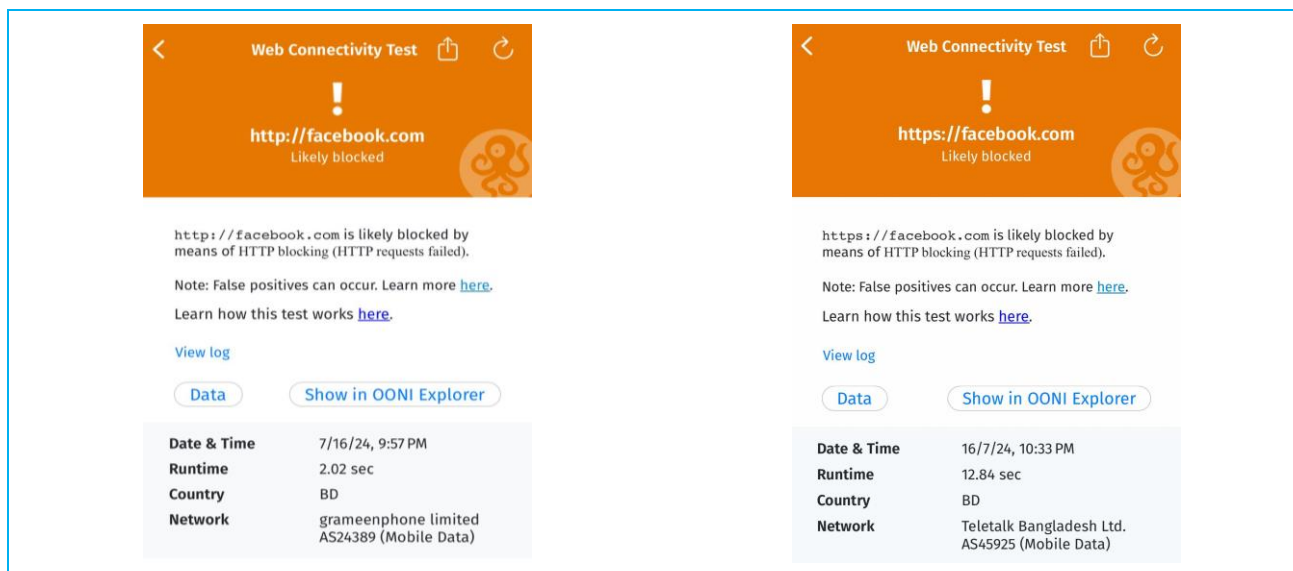 Web Connectivity Test
!
http://facebook.com
Likely blocked
http://facebook.com is likely blocked by
means of HTTP blocking (HTTP requests failed).
Note: False positives can occur. Learn more here.
Learn how this test works here.
View log
Data Show in OONI Explorer
Date & Time 7/16/24, 9:57 PM
Runtime 2.02 sec
Country BD
Network grameenphone limited
AS24389 (Mobile Data)
Web Connectivity Test
!
https://facebook.com
Likely blocked
https://facebook.com is likely blocked by
means of HTTP blocking (HTTP requests failed).
Note: False positives can occur. Learn more here.
Learn how this test works here.
View log
Data Show in OONI Explorer
Date & Time 16/7/24, 10:33 PM
Runtime 12.84 sec
Country BD
Network Teletalk Bangladesh Ltd.
AS45925 (Mobile Data)